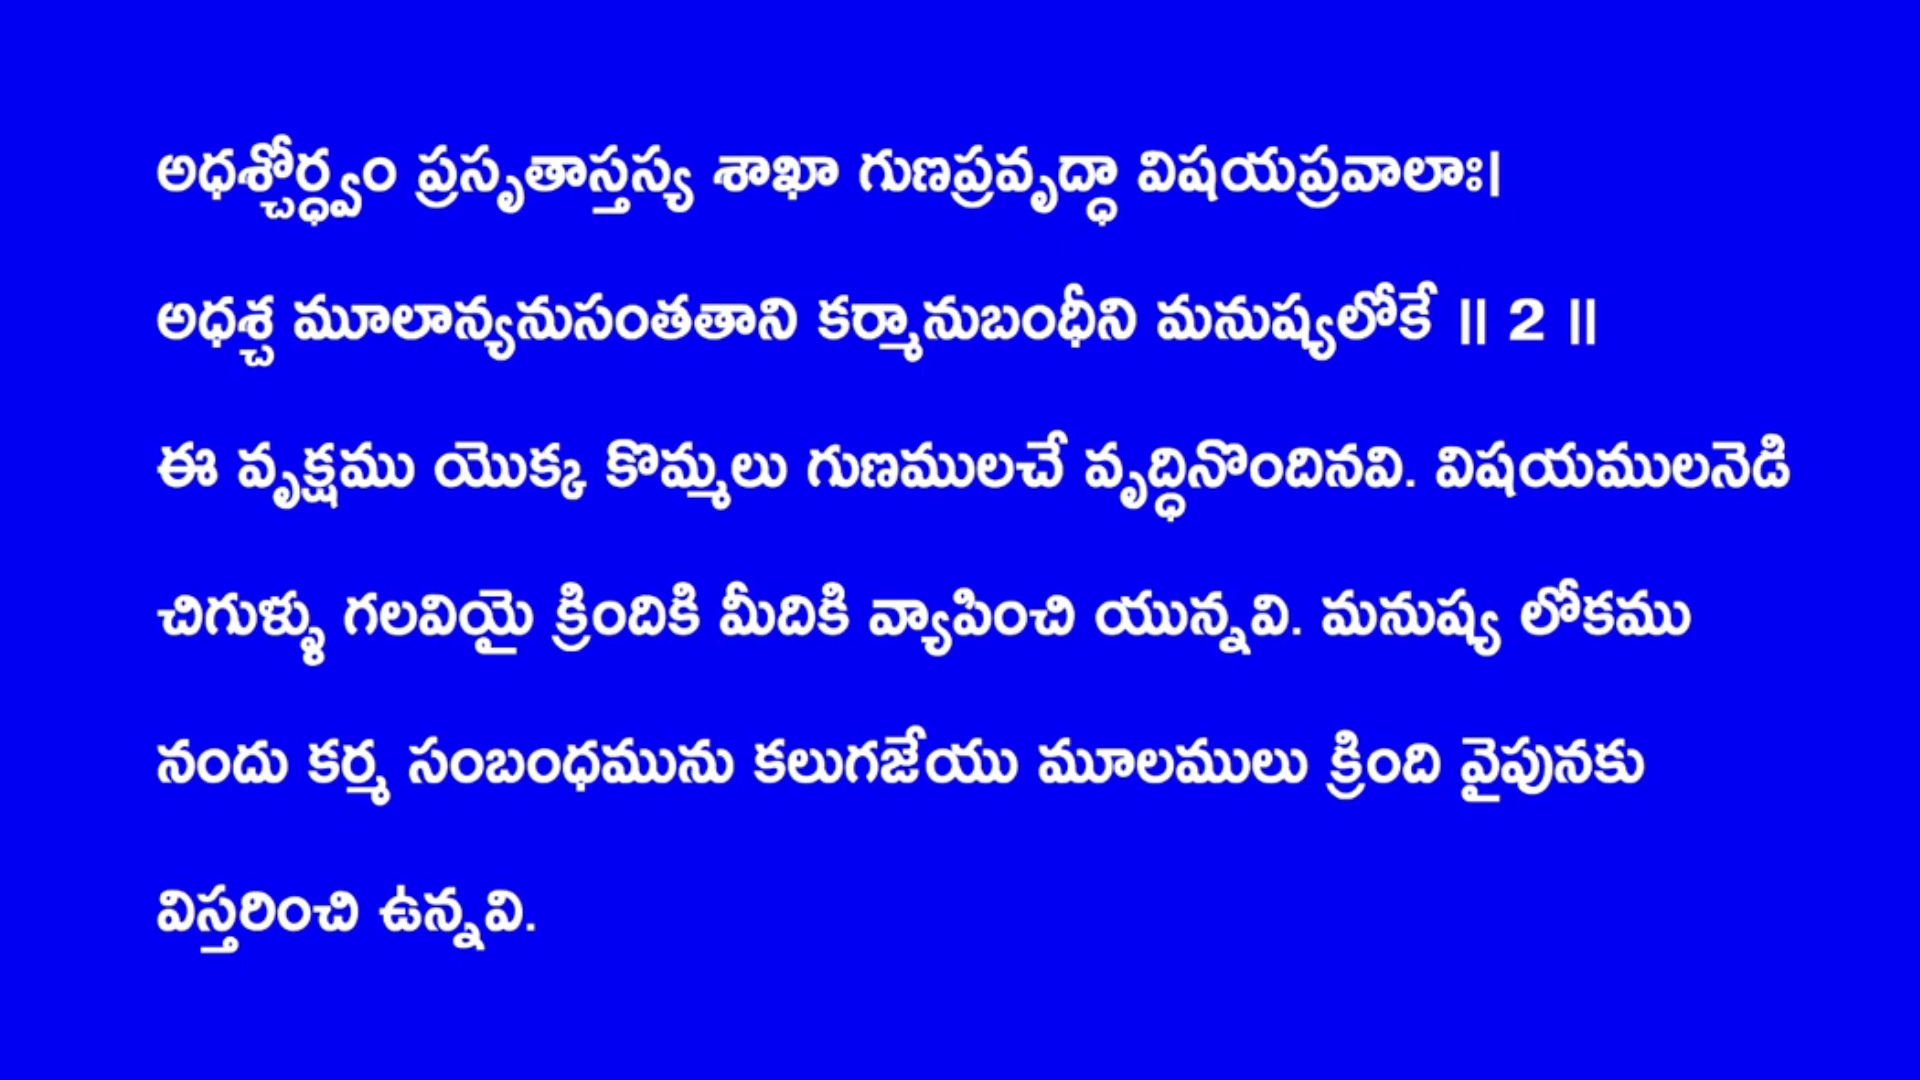 అధశ్చోర్ధ్వం ప్రసృతాస్తస్య శాఖా గుణప్రవృద్ధా విషయప్రవాలాః।
అధశ్చ మూలాన్యనుసంతతాని కర్మానుబంధీని మనుష్యలోకే ॥ 2 ॥
ఈ వృక్షము యొక్క కొమ్మలు గుణములచే వృద్ధినొందినవి. విషయములనెడి
చిగుళ్ళు గలవియై క్రిందికి మీదికి వ్యాపించి యున్నవి. మనుష్య లోకము
నందు కర్మ సంబంధమును కలుగజేయు మూలములు క్రింది వైపునకు
విస్తరించి ఉన్నవి.